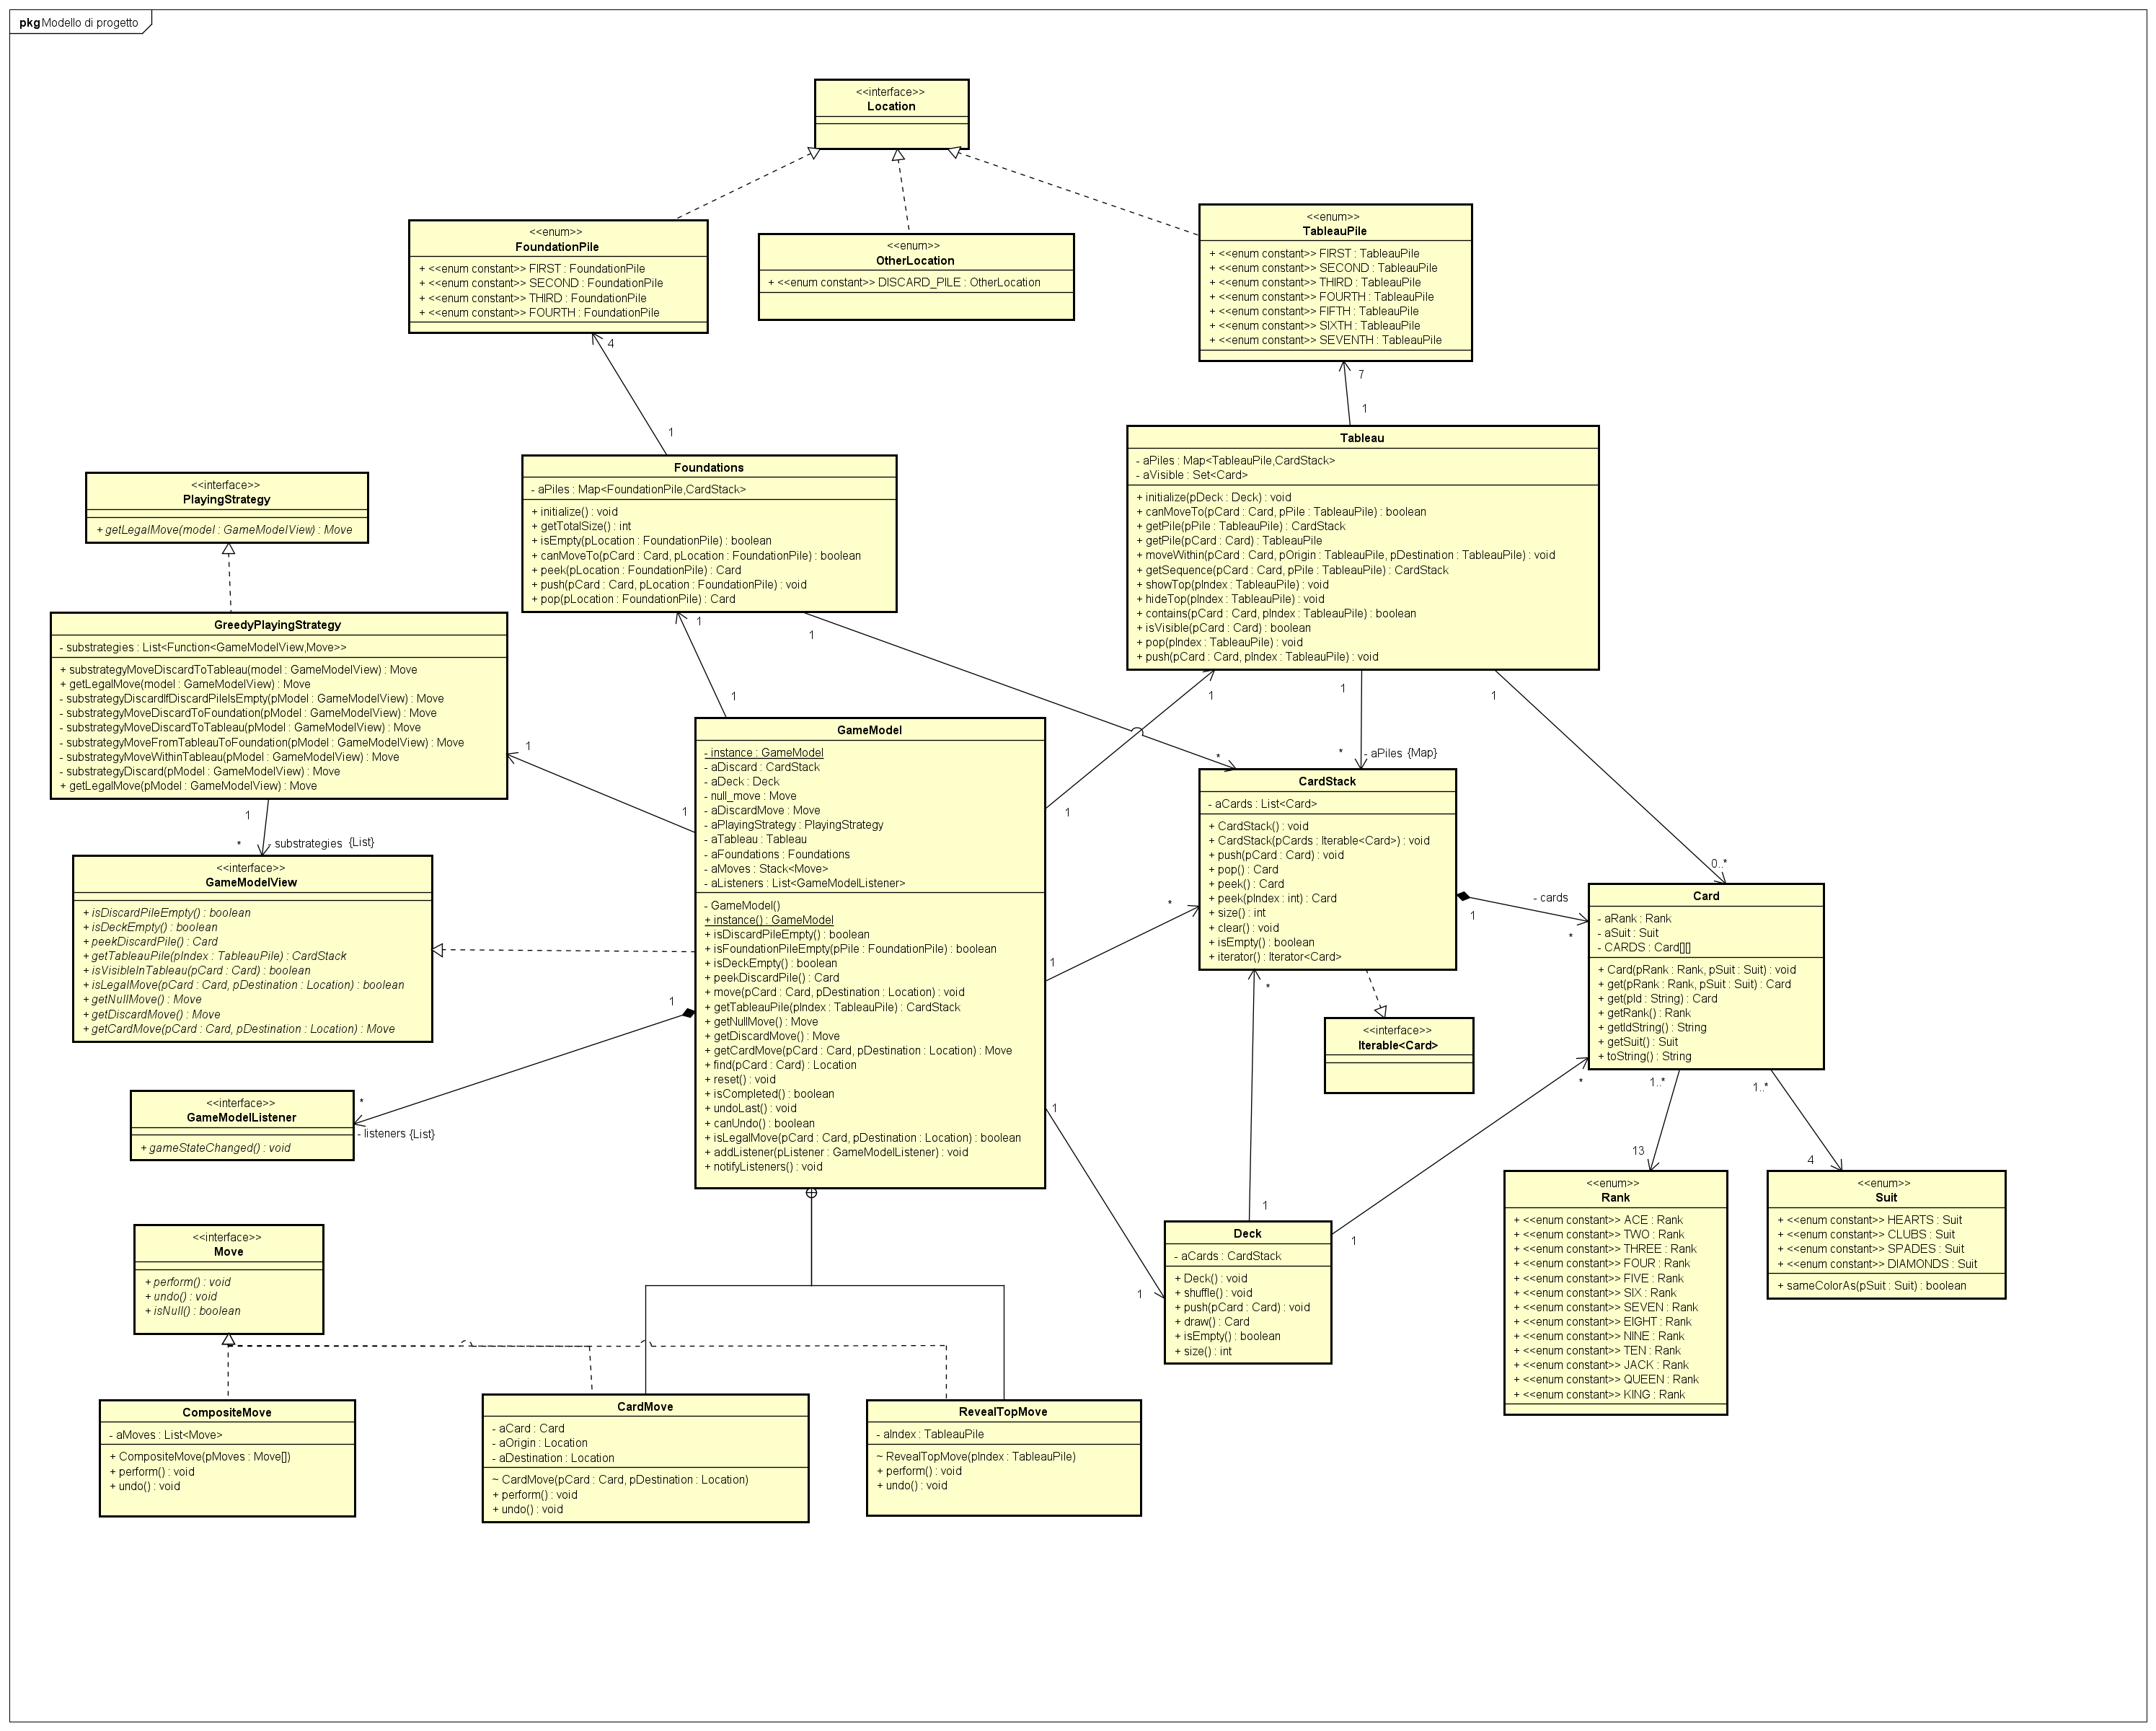 pkg Modello di progetto
<<interface>>
Location
<<enum>>
FoundationPile
+ <<enum constant>> FIRST : FoundationPile
+ <<enum constant>> SECOND : FoundationPile
+ <<enum constant>> THIRD : FoundationPile
+ <<enum constant>> FOURTH : FoundationPile
<<enum>>
OtherLocation
+ <<enum constant>> DISCARD_PILE : OtherLocation
<<enum>>
TableauPile
+ <<enum constant>> FIRST : TableauPile
+ <<enum constant>> SECOND : TableauPile
+ <<enum constant>> THIRD : TableauPile
+ <<enum constant>> FOURTH : TableauPile
+ <<enum constant>> FIFTH : TableauPile
+ <<enum constant>> SIXTH : TableauPile
+ <<enum constant>> SEVENTH : TableauPile
4
1
7
1
<<interface>>
PlayingStrategy
+ getLegalMove(model : GameModelView) : Move
Foundations
- aPiles : Map<FoundationPile,CardStack>
+ initialize() : void
+ getTotalSize() : int
+ isEmpty(pLocation : FoundationPile) : boolean
+ canMoveTo(pCard : Card, pLocation : FoundationPile) : boolean
+ peek(pLocation : FoundationPile) : Card
+ push(pCard : Card, pLocation : FoundationPile) : void
+ pop(pLocation : FoundationPile) : Card
Tableau
- aPiles : Map<TableauPile,CardStack>
- aVisible : Set<Card>
+ initialize(pDeck : Deck) : void
+ canMoveTo(pCard : Card, pPile : TableauPile) : boolean
+ getPile(pPile : TableauPile) : CardStack
+ getPile(pCard : Card) : TableauPile
+ moveWithin(pCard : Card, pOrigin : TableauPile, pDestination : TableauPile) : void
+ getSequence(pCard : Card, pPile : TableauPile) : CardStack
+ showTop(pIndex : TableauPile) : void
+ hideTop(pIndex : TableauPile) : void
+ contains(pCard : Card, pIndex : TableauPile) : boolean
+ isVisible(pCard : Card) : boolean
+ pop(pIndex : TableauPile) : void
+ push(pCard : Card, pIndex : TableauPile) : void
GreedyPlayingStrategy
- substrategies : List<Function<GameModelView,Move>>
+ substrategyMoveDiscardToTableau(model : GameModelView) : Move
+ getLegalMove(model : GameModelView) : Move
- substrategyDiscardIfDiscardPileIsEmpty(pModel : GameModelView) : Move
- substrategyMoveDiscardToFoundation(pModel : GameModelView) : Move
- substrategyMoveDiscardToTableau(pModel : GameModelView) : Move
- substrategyMoveFromTableauToFoundation(pModel : GameModelView) : Move
- substrategyMoveWithinTableau(pModel : GameModelView) : Move
- substrategyDiscard(pModel : GameModelView) : Move
+ getLegalMove(pModel : GameModelView) : Move
1
1
1
1
1
1
1
1
1
*
* - aPiles {Map}
1
* - substrategies {List}
0..*
<<interface>>
GameModelView
+ isDiscardPileEmpty() : boolean
+ isDeckEmpty() : boolean
+ peekDiscardPile() : Card
+ getTableauPile(pIndex : TableauPile) : CardStack
+ isVisibleInTableau(pCard : Card) : boolean
+ isLegalMove(pCard : Card, pDestination : Location) : boolean
+ getNullMove() : Move
+ getDiscardMove() : Move
+ getCardMove(pCard : Card, pDestination : Location) : Move
GameModel
- instance : GameModel
- aDiscard : CardStack
- aDeck : Deck
- null_move : Move
- aDiscardMove : Move
- aPlayingStrategy : PlayingStrategy
- aTableau : Tableau
- aFoundations : Foundations
- aMoves : Stack<Move>
- aListeners : List<GameModelListener>
- GameModel()
+ instance() : GameModel
+ isDiscardPileEmpty() : boolean
+ isFoundationPileEmpty(pPile : FoundationPile) : boolean
+ isDeckEmpty() : boolean
+ peekDiscardPile() : Card
+ move(pCard : Card, pDestination : Location) : void
+ getTableauPile(pIndex : TableauPile) : CardStack
+ getNullMove() : Move
+ getDiscardMove() : Move
+ getCardMove(pCard : Card, pDestination : Location) : Move
+ find(pCard : Card) : Location
+ reset() : void
+ isCompleted() : boolean
+ undoLast() : void
+ canUndo() : boolean
+ isLegalMove(pCard : Card, pDestination : Location) : boolean
+ addListener(pListener : GameModelListener) : void
+ notifyListeners() : void
CardStack
- aCards : List<Card>
+ CardStack() : void
+ CardStack(pCards : Iterable<Card>) : void
+ push(pCard : Card) : void
+ pop() : Card
+ peek() : Card
+ peek(pIndex : int) : Card
+ size() : int
+ clear() : void
+ isEmpty() : boolean
+ iterator() : Iterator<Card>
- cards
1
*
Card
- aRank : Rank
- aSuit : Suit
- CARDS : Card[][]
+ Card(pRank : Rank, pSuit : Suit) : void
+ get(pRank : Rank, pSuit : Suit) : Card
+ get(pId : String) : Card
+ getRank() : Rank
+ getIdString() : String
+ getSuit() : Suit
+ toString() : String
*
1
1
*
*
1..*
1..*
<<interface>>
Iterable<Card>
<<interface>>
GameModelListener
+ gameStateChanged() : void
*
- listeners {List}
1
1
1
1
13
4
<<enum>>
Rank
+ <<enum constant>> ACE : Rank
+ <<enum constant>> TWO : Rank
+ <<enum constant>> THREE : Rank
+ <<enum constant>> FOUR : Rank
+ <<enum constant>> FIVE : Rank
+ <<enum constant>> SIX : Rank
+ <<enum constant>> SEVEN : Rank
+ <<enum constant>> EIGHT : Rank
+ <<enum constant>> NINE : Rank
+ <<enum constant>> TEN : Rank
+ <<enum constant>> JACK : Rank
+ <<enum constant>> QUEEN : Rank
+ <<enum constant>> KING : Rank
<<enum>>
Suit
+ <<enum constant>> HEARTS : Suit
+ <<enum constant>> CLUBS : Suit
+ <<enum constant>> SPADES : Suit
+ <<enum constant>> DIAMONDS : Suit
+ sameColorAs(pSuit : Suit) : boolean
Deck
- aCards : CardStack
+ Deck() : void
+ shuffle() : void
+ push(pCard : Card) : void
+ draw() : Card
+ isEmpty() : boolean
+ size() : int
<<interface>>
Move
+ perform() : void
+ undo() : void
+ isNull() : boolean
CompositeMove
- aMoves : List<Move>
+ CompositeMove(pMoves : Move[])
+ perform() : void
+ undo() : void
CardMove
- aCard : Card
- aOrigin : Location
- aDestination : Location
~ CardMove(pCard : Card, pDestination : Location)
+ perform() : void
+ undo() : void
RevealTopMove
- aIndex : TableauPile
~ RevealTopMove(pIndex : TableauPile)
+ perform() : void
+ undo() : void